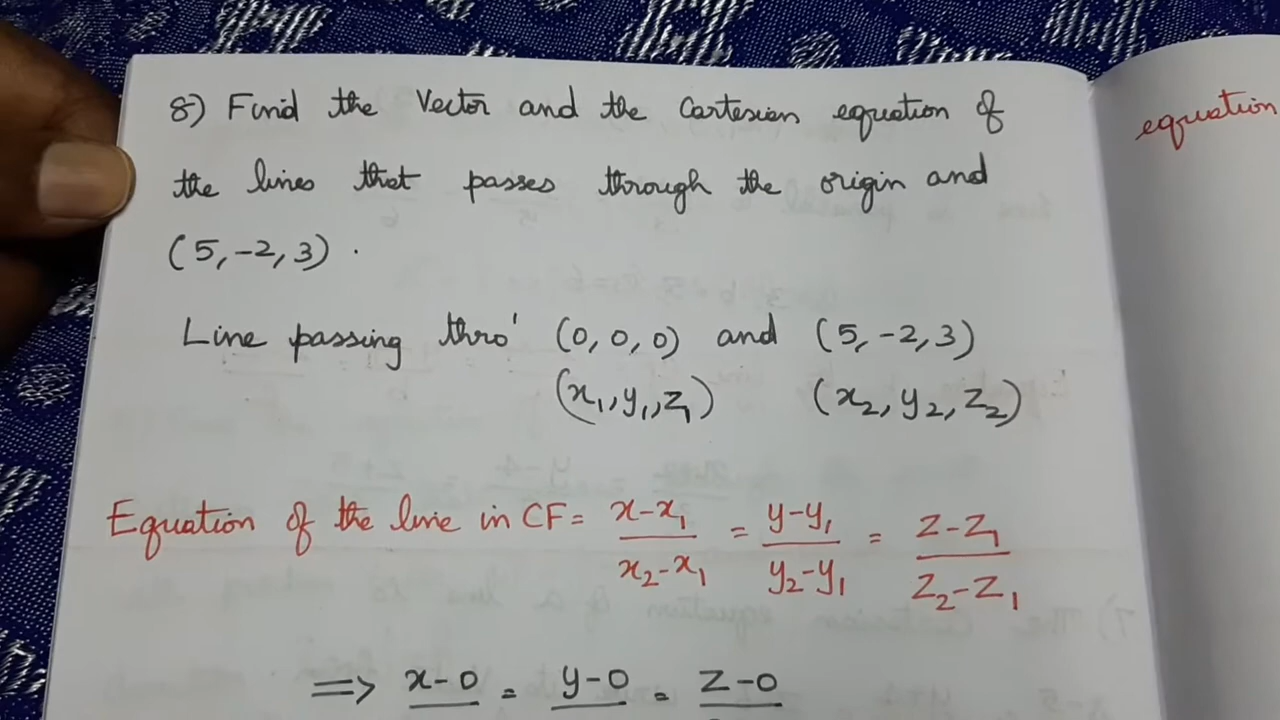 8) Find the Vector and the Cartesian equation of
the lines that passes through the origin and
(5,-2,3).
Line passing thro' (0,0,0) and (5,-2,3)
(x₁,y₁,z₁) (x₂,y₂,z₂)
Equation of the line in CF = x-x₁/x₂-x₁ = y-y₁/y₂-y₁ = z-z₁/z₂-z₁
⇒ x-0 = y-0 = z-0
equation